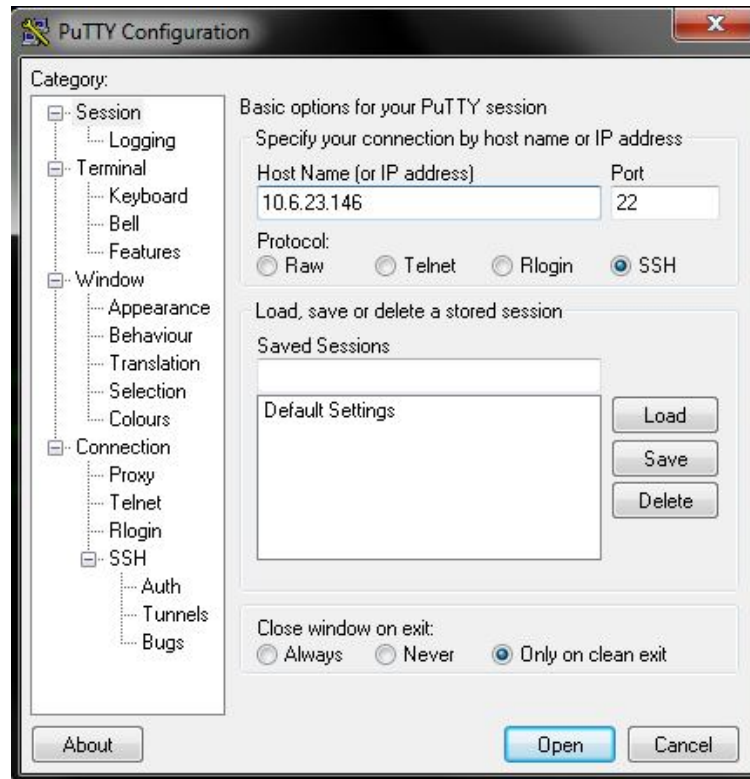 PuTTY Configuration
X
Category:
Session
Logging
Terminal
Keyboard
Bell
Features
Window
Appearance
Behaviour
Translation
Selection
Colours
Connection
Proxy
Telnet
Rlogin
SSH
Auth
Tunnels
Bugs
Basic options for your PuTTY session
Specify your connection by host name or IP address
Host Name (or IP address) Port
10.6.23.146 22
Protocol:
Raw Telnet Rlogin SSH
Load, save or delete a stored session
Saved Sessions
Default Settings
Load
Save
Delete
Close window on exit:
Always Never Only on clean exit
About Open Cancel